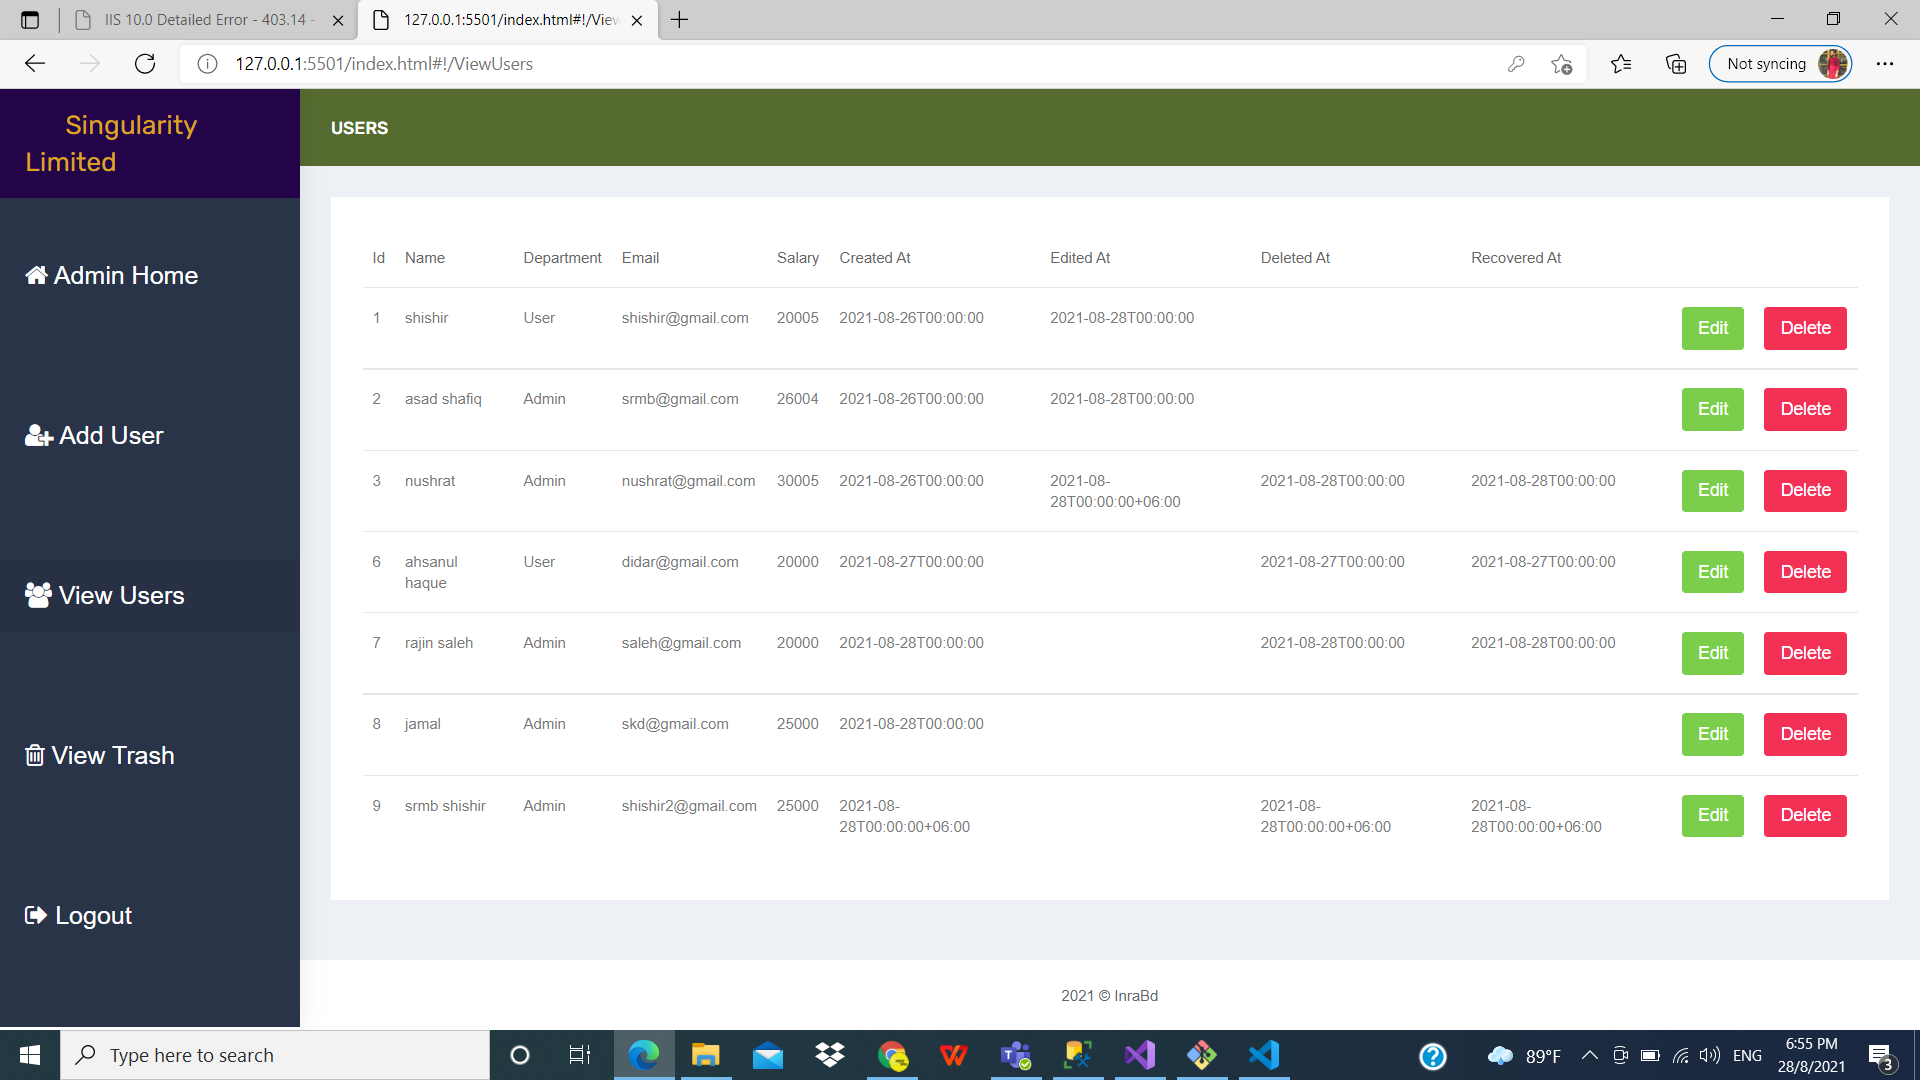 IIS 10.0 Detailed Error - 403.14 -
127.0.0.1:5501/index.html#!/View
127.0.0.1:5501/index.html#!/ViewUsers
Not syncing
Singularity
Limited
USERS
Admin Home
Add User
View Users
View Trash
Logout
Id Name Department Email Salary Created At Edited At Deleted At Recovered At
1 shishir User shishir@gmail.com 20005 2021-08-26T00:00:00 2021-08-28T00:00:00 Edit Delete
2 asad shafiq Admin srmb@gmail.com 26004 2021-08-26T00:00:00 2021-08-28T00:00:00 Edit Delete
3 nushrat Admin nushrat@gmail.com 30005 2021-08-26T00:00:00 2021-08- 2021-08-28T00:00:00 2021-08-28T00:00:00 Edit Delete
28T00:00:00+06:00
6 ahsanul User didar@gmail.com 20000 2021-08-27T00:00:00 2021-08-27T00:00:00 2021-08-27T00:00:00 Edit Delete
haque
7 rajin saleh Admin saleh@gmail.com 20000 2021-08-28T00:00:00 2021-08-28T00:00:00 2021-08-28T00:00:00 Edit Delete
8 jamal Admin skd@gmail.com 25000 2021-08-28T00:00:00 Edit Delete
9 srmb shishir Admin shishir2@gmail.com 25000 2021-08- 2021-08- 2021-08- Edit Delete
28T00:00:00+06:00 28T00:00:00+06:00 28T00:00:00+06:00
2021 © InraBd
Type here to search
89°F
ENG
6:55 PM
28/8/2021
3